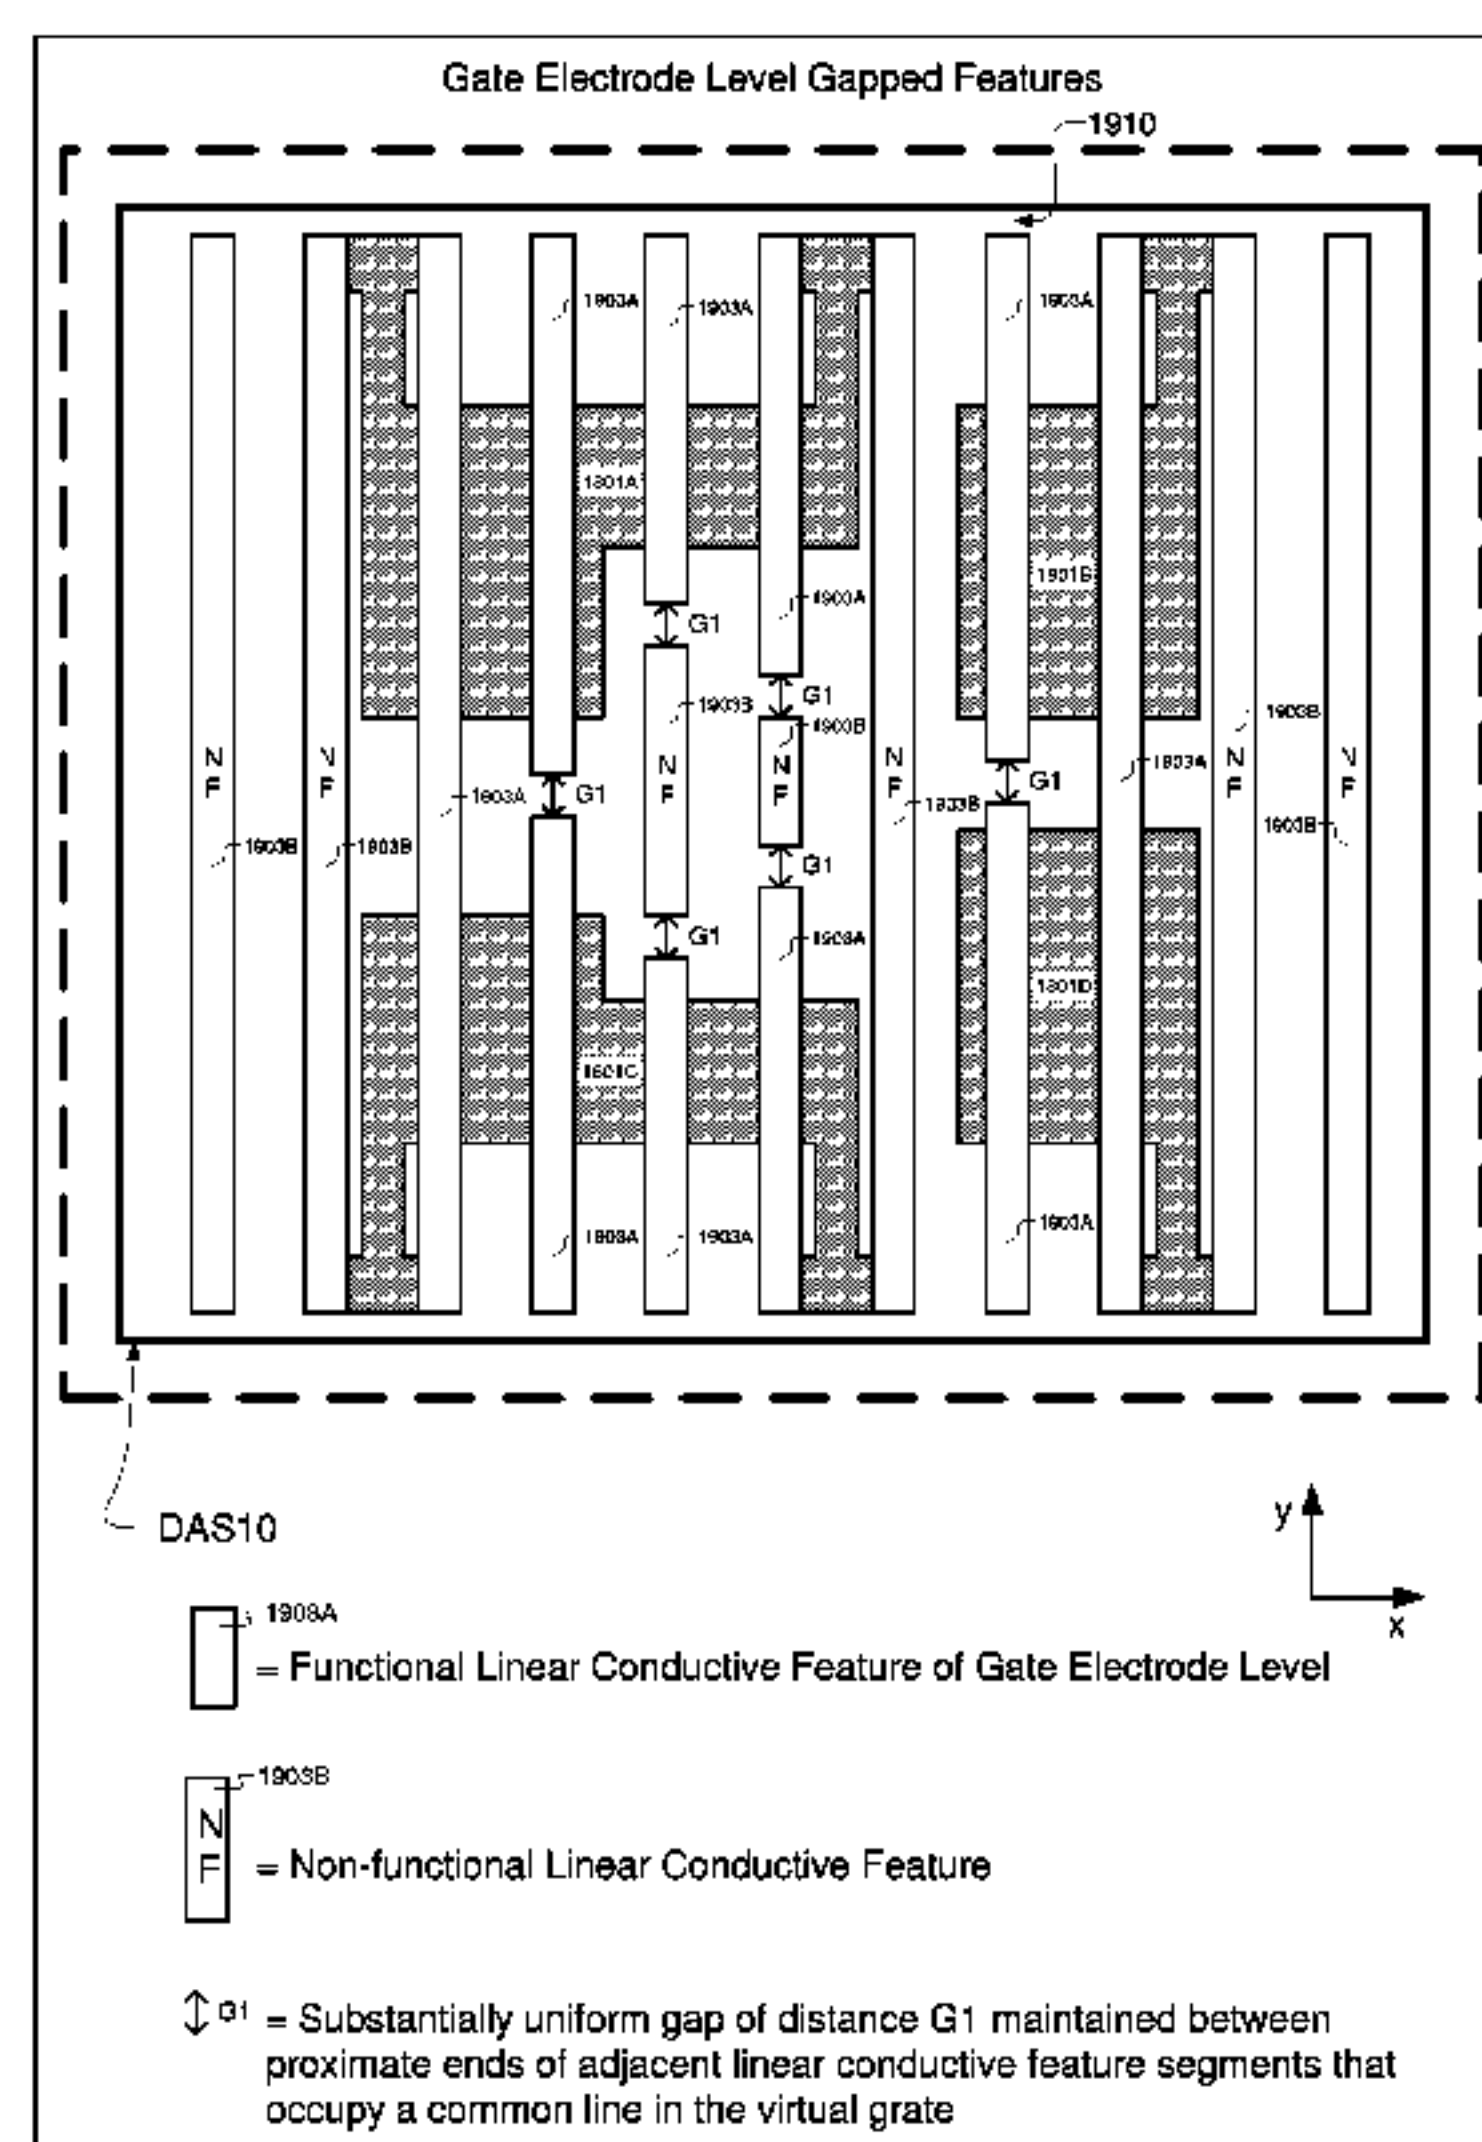 Gate Electrode Level Gapped Features
1910
1903A
1903A
1903A
1901A
1901B
1903A
G1
G1
1903B
1903B
1903B
N F
N F
N F
N F
N F
N F
N F
1903A
1903A
G1
G1
1903B
1903B
1903B
1903B
G1
1903A
G1
1901D
1901C
1903A
1903A
1903A
DAS10
y
x
1903A
= Functional Linear Conductive Feature of Gate Electrode Level
1903B
N
F
= Non-functional Linear Conductive Feature
G1 = Substantially uniform gap of distance G1 maintained between
proximate ends of adjacent linear conductive feature segments that
occupy a common line in the virtual grate